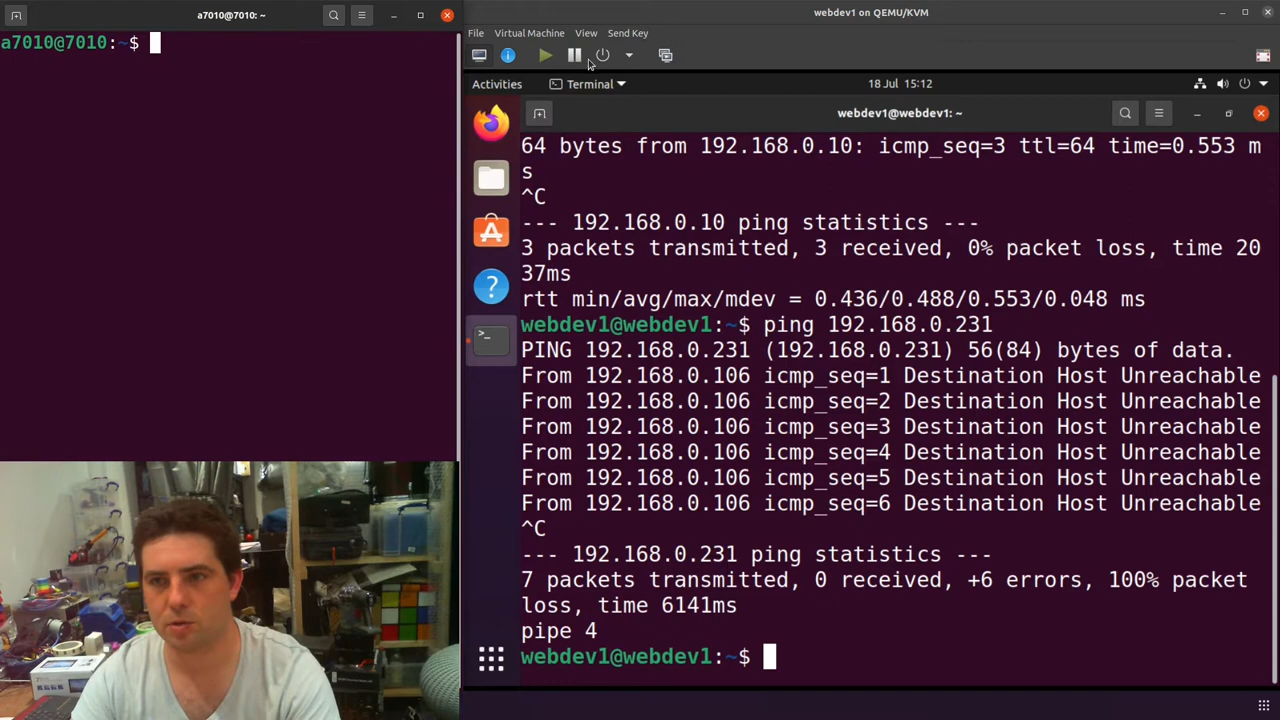 a7010@7010: ~
a7010@7010:~$
webdev1 on QEMU/KVM
File Virtual Machine View Send Key
Activities Terminal 18 Jul 15:12
webdev1@webdev1: ~
64 bytes from 192.168.0.10: icmp_seq=3 ttl=64 time=0.553 m
s
^C
--- 192.168.0.10 ping statistics ---
3 packets transmitted, 3 received, 0% packet loss, time 20
37ms
rtt min/avg/max/mdev = 0.436/0.488/0.553/0.048 ms
webdev1@webdev1:~$ ping 192.168.0.231
PING 192.168.0.231 (192.168.0.231) 56(84) bytes of data.
From 192.168.0.106 icmp_seq=1 Destination Host Unreachable
From 192.168.0.106 icmp_seq=2 Destination Host Unreachable
From 192.168.0.106 icmp_seq=3 Destination Host Unreachable
From 192.168.0.106 icmp_seq=4 Destination Host Unreachable
From 192.168.0.106 icmp_seq=5 Destination Host Unreachable
From 192.168.0.106 icmp_seq=6 Destination Host Unreachable
^C
--- 192.168.0.231 ping statistics ---
7 packets transmitted, 0 received, +6 errors, 100% packet
loss, time 6141ms
pipe 4
webdev1@webdev1:~$